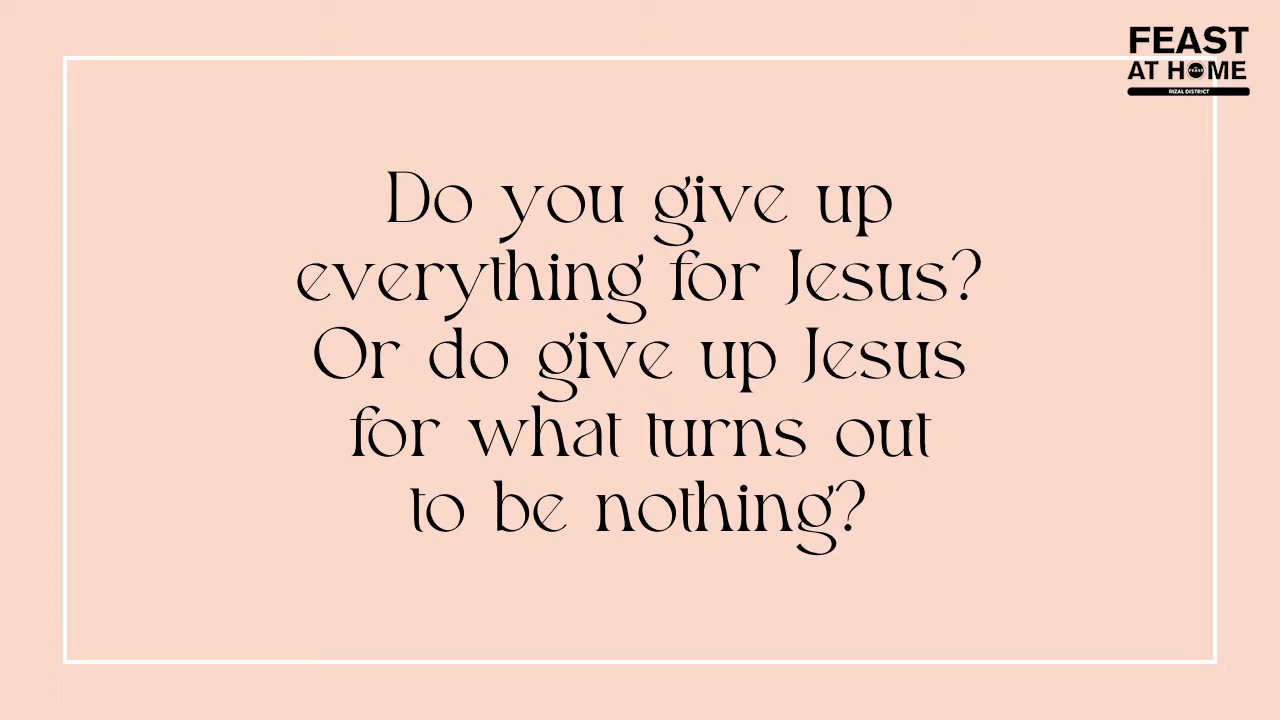 FEAST
AT HOME
RIZAL DISTRICT
Do you give up
everything for Jesus?
Or do give up Jesus
for what turns out
to be nothing?